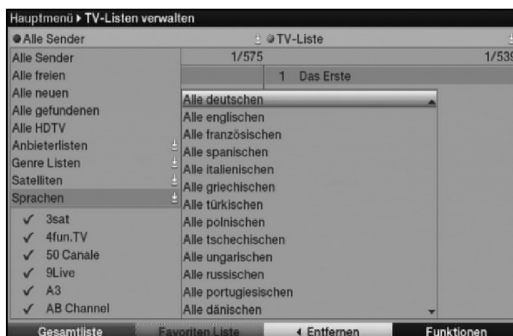 Hauptmenü ▸ TV-Listen verwalten
Alle Sender TV-Liste
Alle Sender 1/575 1/539
Alle freien 1 Das Erste
Alle neuen
Alle gefundenen
Alle HDTV
Anbieterlisten
Genre Listen
Satelliten
Sprachen
✓ 3sat
✓ 4fun.TV
✓ 50 Canale
✓ 9Live
✓ A3
✓ AB Channel
Alle deutschen
Alle englischen
Alle französischen
Alle spanischen
Alle italienischen
Alle griechischen
Alle türkischen
Alle polnischen
Alle tschechischen
Alle ungarischen
Alle russischen
Alle portugiesischen
Alle dänischen
Gesamtliste Favoriten Liste Entfernen Funktionen